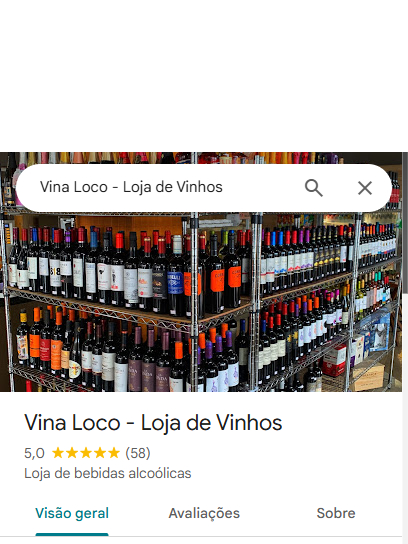 Vina Loco - Loja de Vinhos
Vina Loco - Loja de Vinhos
5,0 ★★★★★ (58)
Loja de bebidas alcoólicas
Visão geral Avaliações Sobre